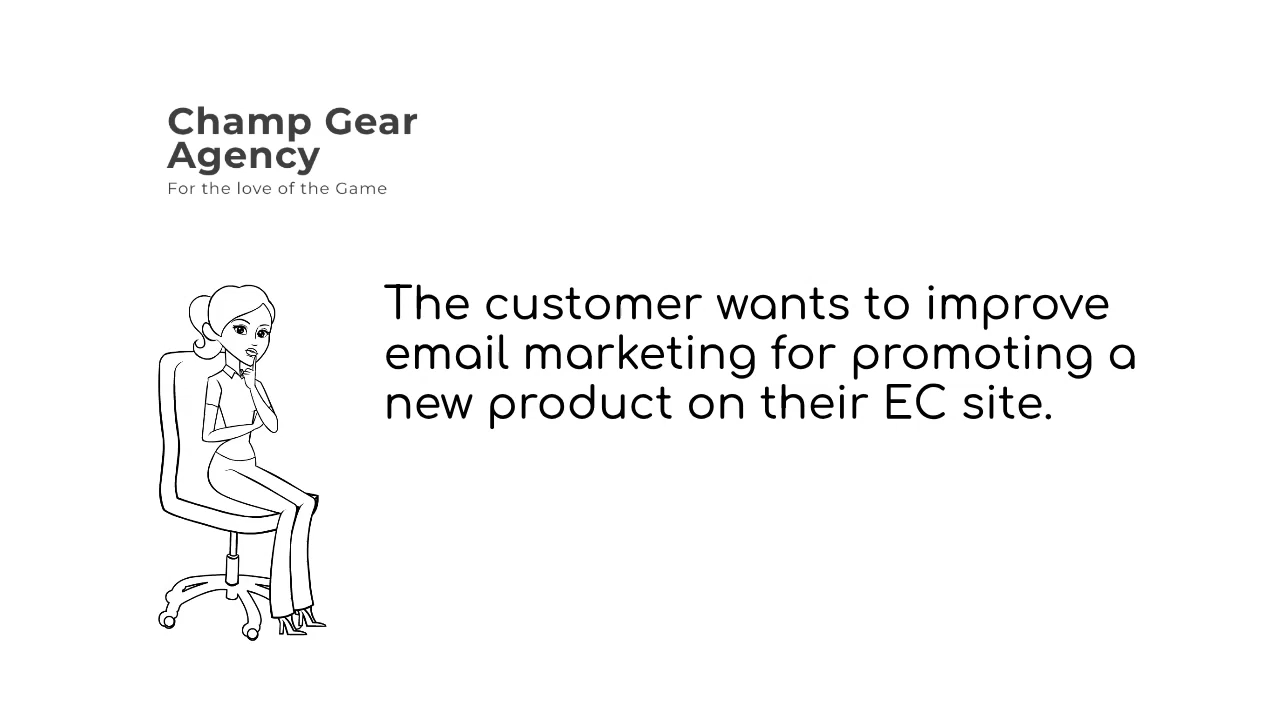 Champ Gear
Agency
For the love of the Game
The customer wants to improve
email marketing for promoting a
new product on their EC site.